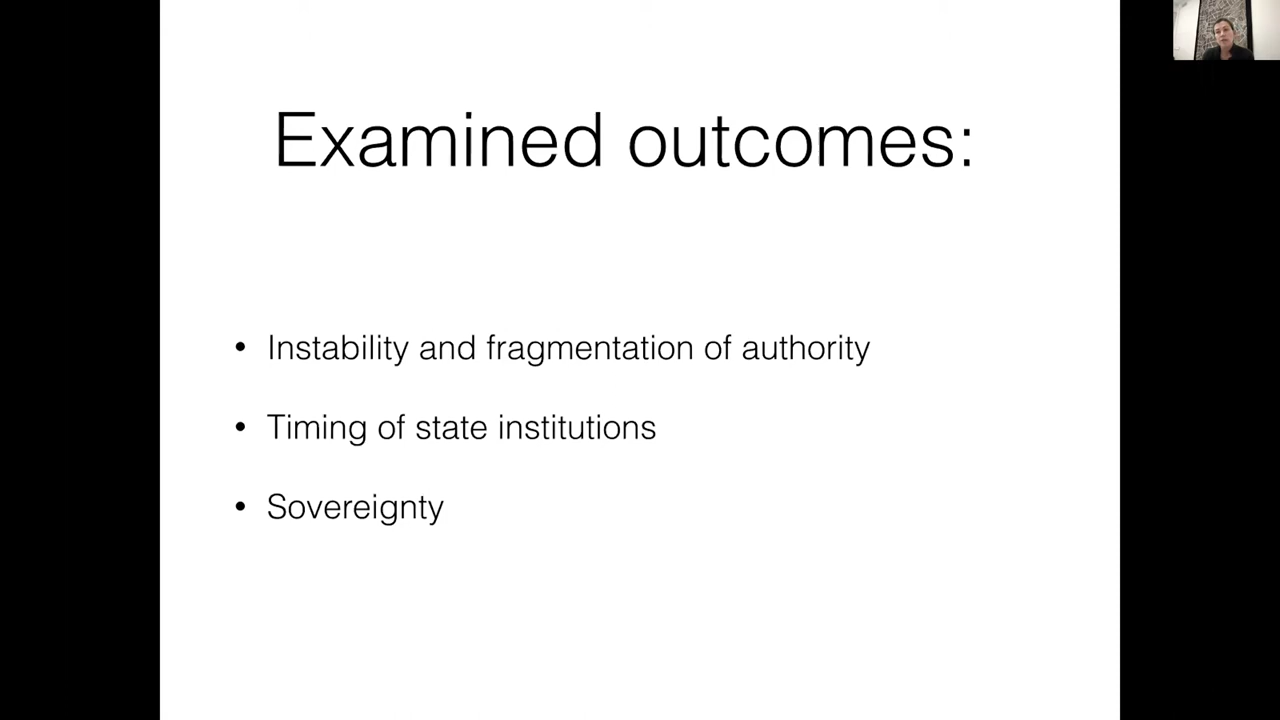 Examined outcomes:
• Instability and fragmentation of authority
• Timing of state institutions
• Sovereignty